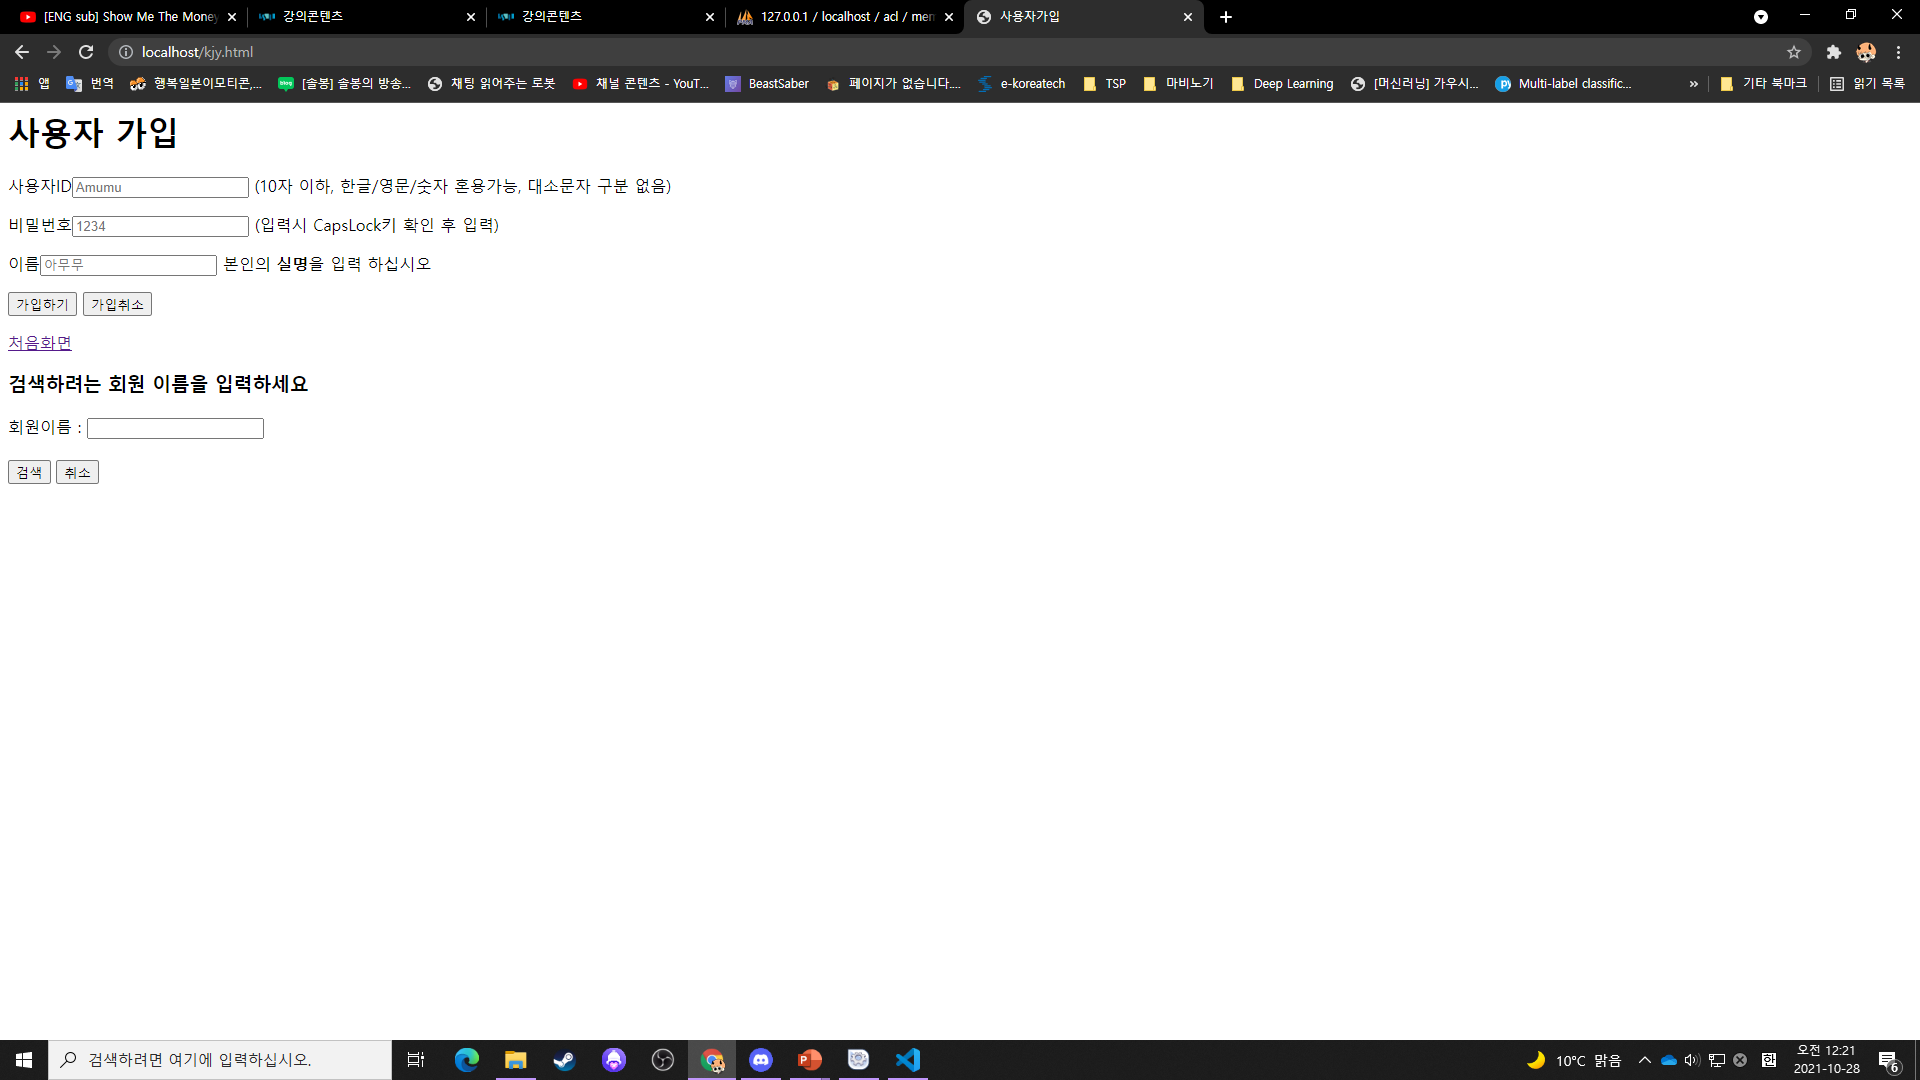 [ENG sub] Show Me The Money
강의콘텐츠
강의콘텐츠
127.0.0.1 / localhost / acl / mem
사용자가입
localhost/kjy.html
앱
번역
행복일본이모티콘,...
[솔봉] 솔봉의 방송...
채팅 읽어주는 로봇
채널 콘텐츠 - YouT...
BeastSaber
페이지가 없습니다....
e-koreatech
TSP
마비노기
Deep Learning
[머신러닝] 가우시...
Multi-label classific...
»
기타 북마크
읽기 목록
사용자 가입
사용자ID Amumu (10자 이하, 한글/영문/숫자 혼용가능, 대소문자 구분 없음)
비밀번호 1234 (입력시 CapsLock키 확인 후 입력)
이름 아무무 본인의 실명을 입력 하십시오
가입하기 가입취소
처음화면
검색하려는 회원 이름을 입력하세요
회원이름 :
검색 취소
검색하려면 여기에 입력하십시오.
10°C 맑음
한
오전 12:21
2021-10-28
6